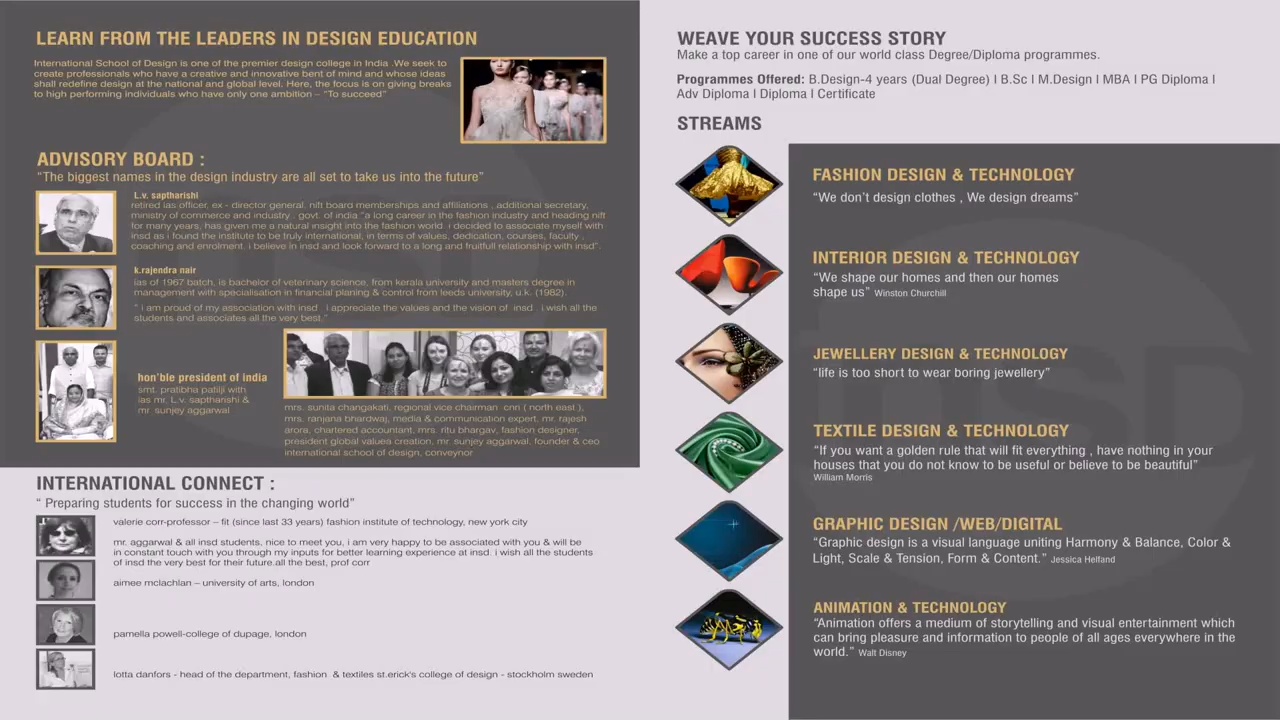 LEARN FROM THE LEADERS IN DESIGN EDUCATION
International School of Design is one of the premier design college in India .We seek to
create professionals who have a creative and innovative bent of mind and whose ideas
shall redefine design at the national and global level. Here, the focus is on giving breaks
to high performing individuals who have only one ambition – “To succeed”
ADVISORY BOARD :
“The biggest names in the design industry are all set to take us into the future”
L.v. saptharishi
retired ias officer, ex - director general, nift board memberships and affiliations , additional secretary,
ministry of commerce and industry . govt. of india “a long career in the fashion industry and heading nift
for many years, has given me a natural insight into the fashion world. i decided to associate myself with
insd as i found the institute to be truly international, in terms of values, dedication, courses, faculty ,
coaching and enrolment. i believe in insd and look forward to a long and fruitfull relationship with insd”.
k.rajendra nair
ias of 1967 batch, is bachelor of veterinary science, from kerala university and masters degree in
management with specialisation in financial planing & control from leeds university, u.k. (1982).
“ i am proud of my association with insd . i appreciate the values and the vision of insd . i wish all the
students and associates all the very best.”
hon’ble president of india
smt. pratibha patilji with
ias mr. L.v. saptharishi &
mr sunjey aggarwal
mrs. sunita changakati, regional vice chairman cnn ( north east ),
mrs. ranjana bhardwaj, media & communication expert, mr. rajesh
arora, chartered accountant, mrs. ritu bhargav, fashion designer,
president global valuea creation, mr. sunjey aggarwal, founder & ceo
international school of design, conveynor
INTERNATIONAL CONNECT :
“ Preparing students for success in the changing world”
valerie corr-professor – fit (since last 33 years) fashion institute of technology, new york city
mr. aggarwal & all insd students, nice to meet you, i am very happy to be associated with you & will be
in constant touch with you through my inputs for better learning experience at insd. i wish all the students
of insd the very best for their future.all the best, prof corr
aimee mclachlan – university of arts, london
pamella powell-college of dupage, london
lotta danfors - head of the department, fashion & textiles st.erick's college of design - stockholm sweden
WEAVE YOUR SUCCESS STORY
Make a top career in one of our world class Degree/Diploma programmes.
Programmes Offered: B.Design-4 years (Dual Degree) I B.Sc I M.Design I MBA I PG Diploma I
Adv Diploma I Diploma I Certificate
STREAMS
FASHION DESIGN & TECHNOLOGY
“We don’t design clothes , We design dreams”
INTERIOR DESIGN & TECHNOLOGY
“We shape our homes and then our homes
shape us” Winston Churchill
JEWELLERY DESIGN & TECHNOLOGY
“life is too short to wear boring jewellery”
TEXTILE DESIGN & TECHNOLOGY
“If you want a golden rule that will fit everything , have nothing in your
houses that you do not know to be useful or believe to be beautiful”
William Morris
GRAPHIC DESIGN /WEB/DIGITAL
“Graphic design is a visual language uniting Harmony & Balance, Color &
Light, Scale & Tension, Form & Content.” Jessica Helfand
ANIMATION & TECHNOLOGY
“Animation offers a medium of storytelling and visual entertainment which
can bring pleasure and information to people of all ages everywhere in the
world.” Walt Disney